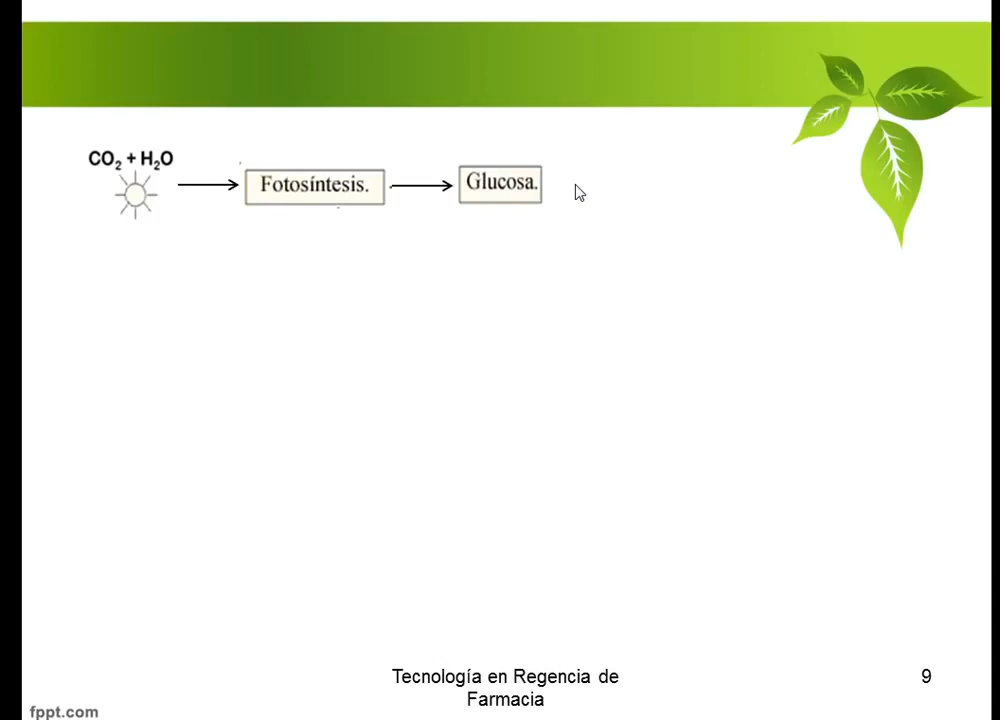 CO₂ + H₂O
Fotosíntesis.
Glucosa.
Tecnología en Regencia de
Farmacia
9
fppt.com